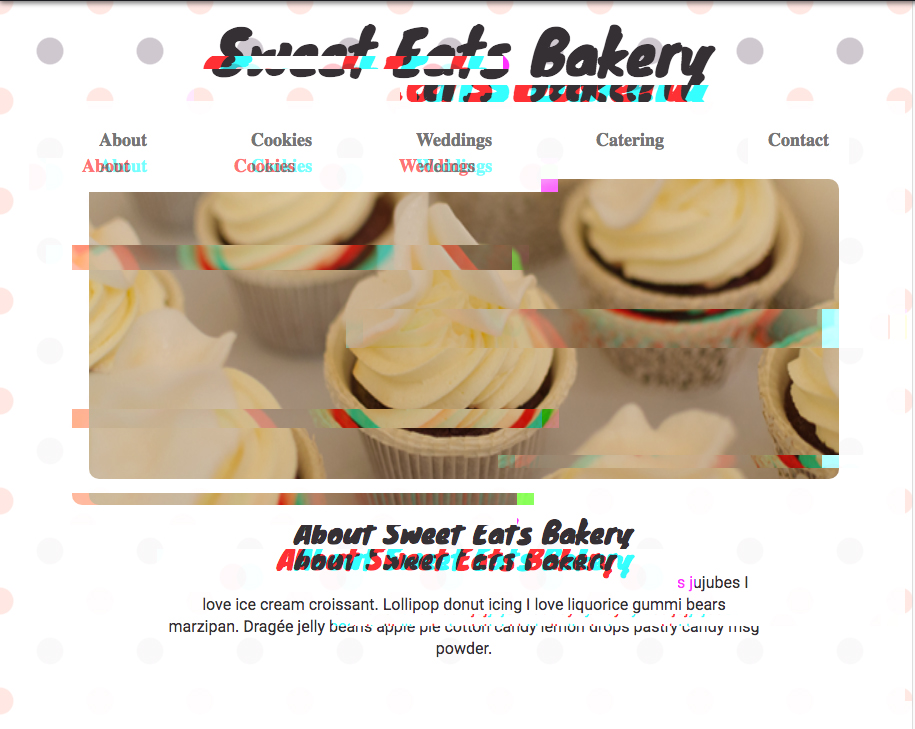 Sweet Eats Bakery
About Cookies Weddings Catering Contact
About Cookies Weddings
About Sweet Eats Bakery
About Sweet Eats Bakery
s jujubes I
love ice cream croissant. Lollipop donut icing I love liquorice gummi bears
marzipan. Dragée jelly beans apple pie cotton candy lemon drops pastry candy msg
powder.